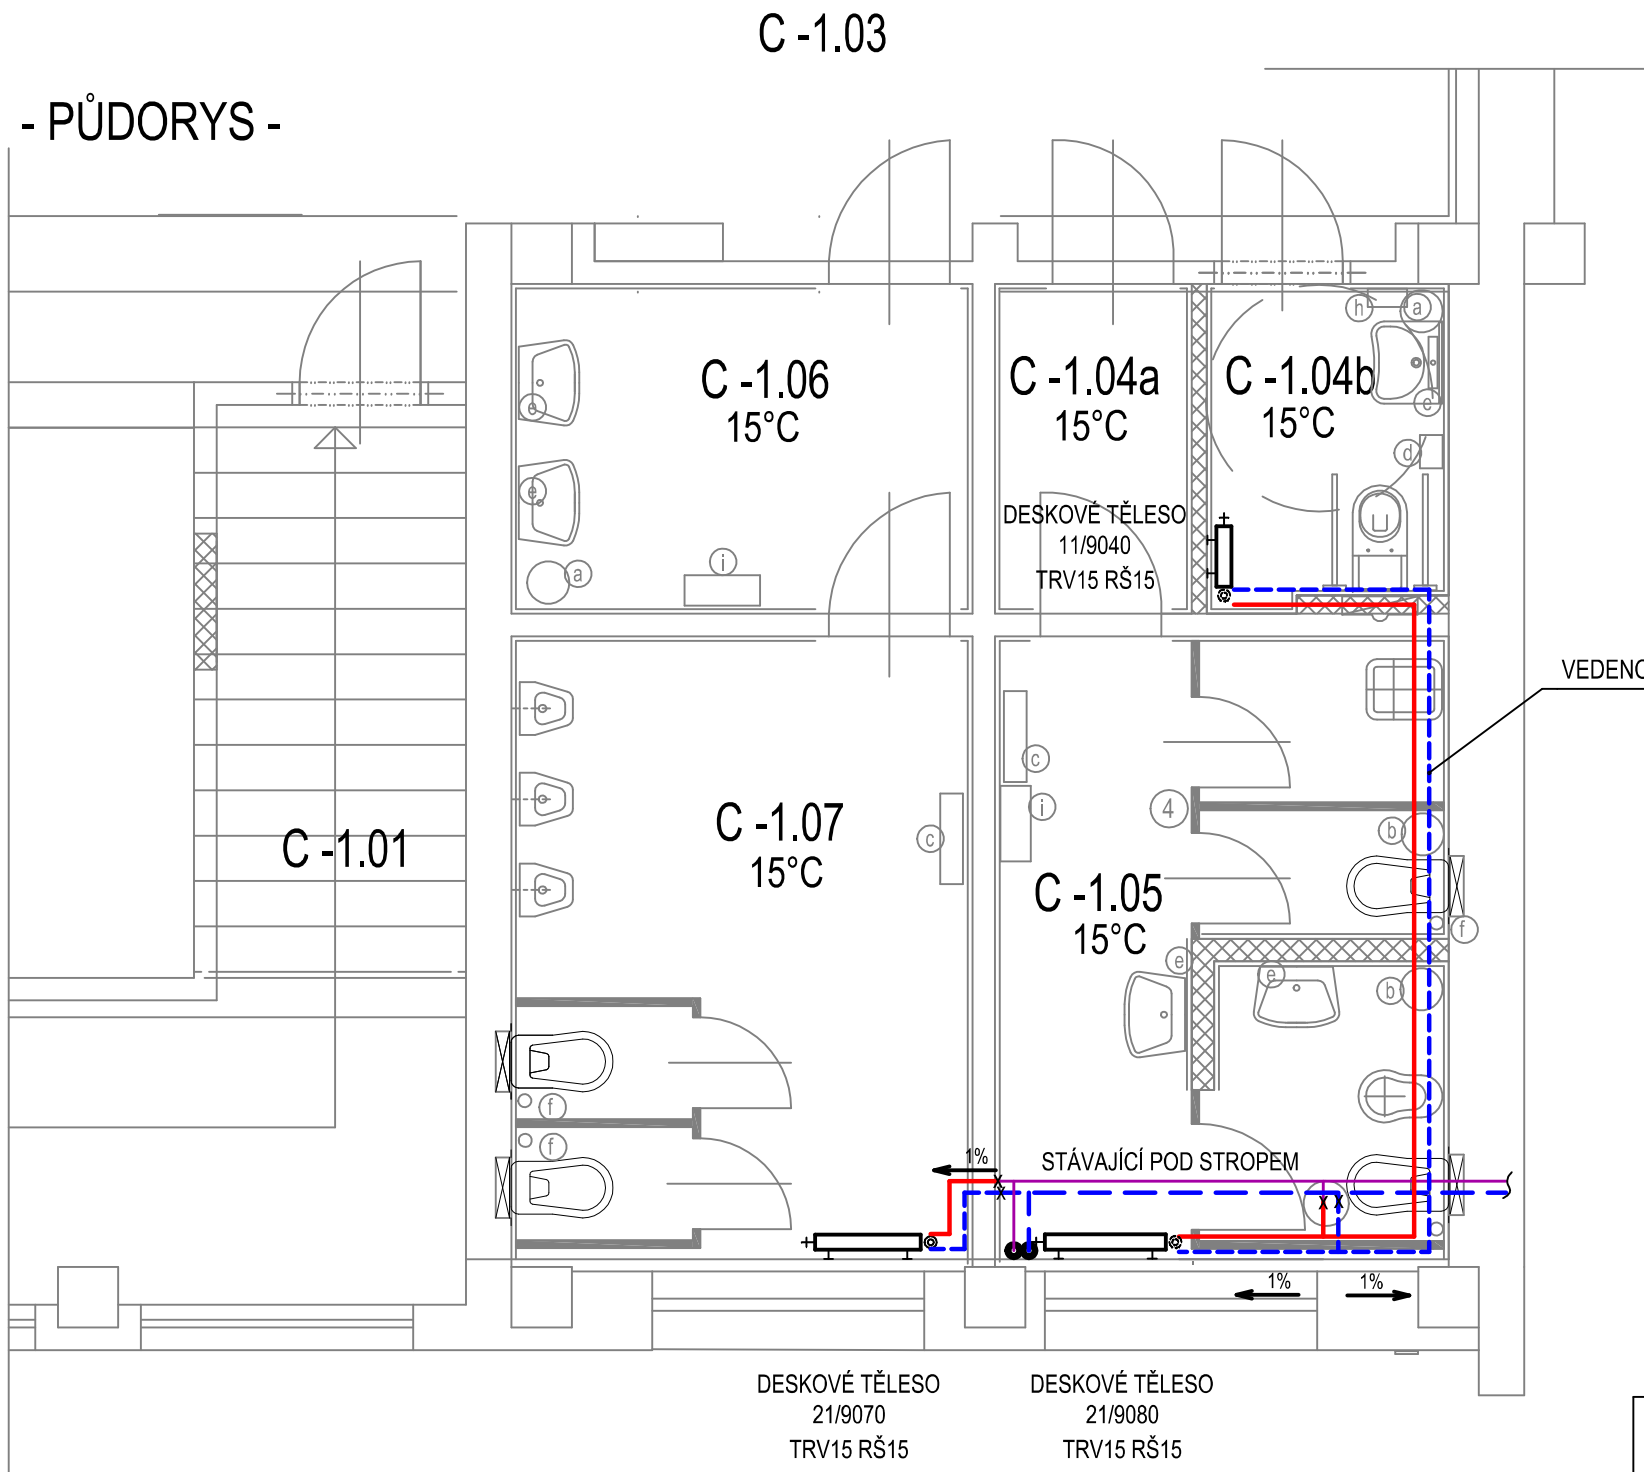 C -1.03
- PŮDORYS -
C -1.06
15°C
C -1.04a
15°C
C -1.04b
15°C
h
a
e
d
e
e
a
i
DESKOVÉ TĚLESO
11/9040
TRV15 RŠ15
VEDENO
C -1.01
C -1.07
15°C
c
c
i
4
C -1.05
15°C
b
f
e
e
b
f
f
1%
STÁVAJÍCÍ POD STROPEM
x
x
x
x
1%
1%
DESKOVÉ TĚLESO
21/9070
TRV15 RŠ15
DESKOVÉ TĚLESO
21/9080
TRV15 RŠ15